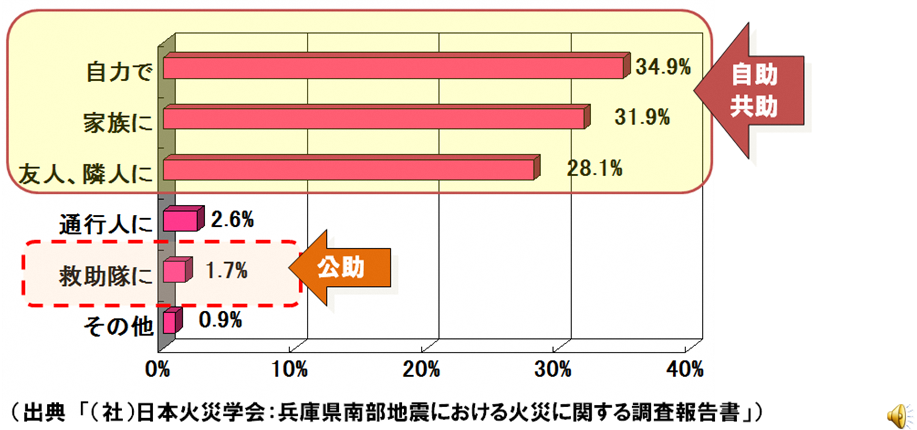 自力で 34.9%
家族に 31.9%
友人、隣人に 28.1%
自助
共助
通行人に 2.6%
救助隊に 1.7%
公助
その他 0.9%
0% 10% 20% 30% 40%
（出典 「（社）日本火災学会：兵庫県南部地震における火災に関する調査報告書」）